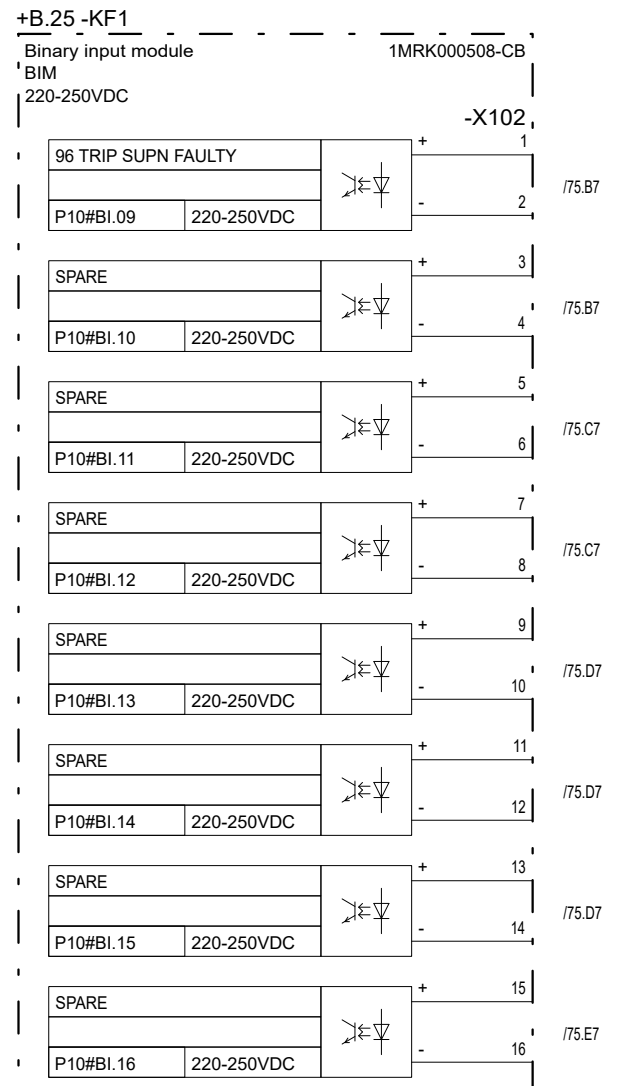 +B.25 -KF1
Binary input module 1MRK000508-CB
BIM
220-250VDC
-X102
+ 1
96 TRIP SUPN FAULTY
/75.B7
- 2
P10#BI.09 220-250VDC
+ 3
SPARE
/75.B7
- 4
P10#BI.10 220-250VDC
+ 5
SPARE
/75.C7
- 6
P10#BI.11 220-250VDC
+ 7
SPARE
/75.C7
- 8
P10#BI.12 220-250VDC
+ 9
SPARE
/75.D7
- 10
P10#BI.13 220-250VDC
+ 11
SPARE
/75.D7
- 12
P10#BI.14 220-250VDC
+ 13
SPARE
/75.D7
- 14
P10#BI.15 220-250VDC
+ 15
SPARE
/75.E7
- 16
P10#BI.16 220-250VDC